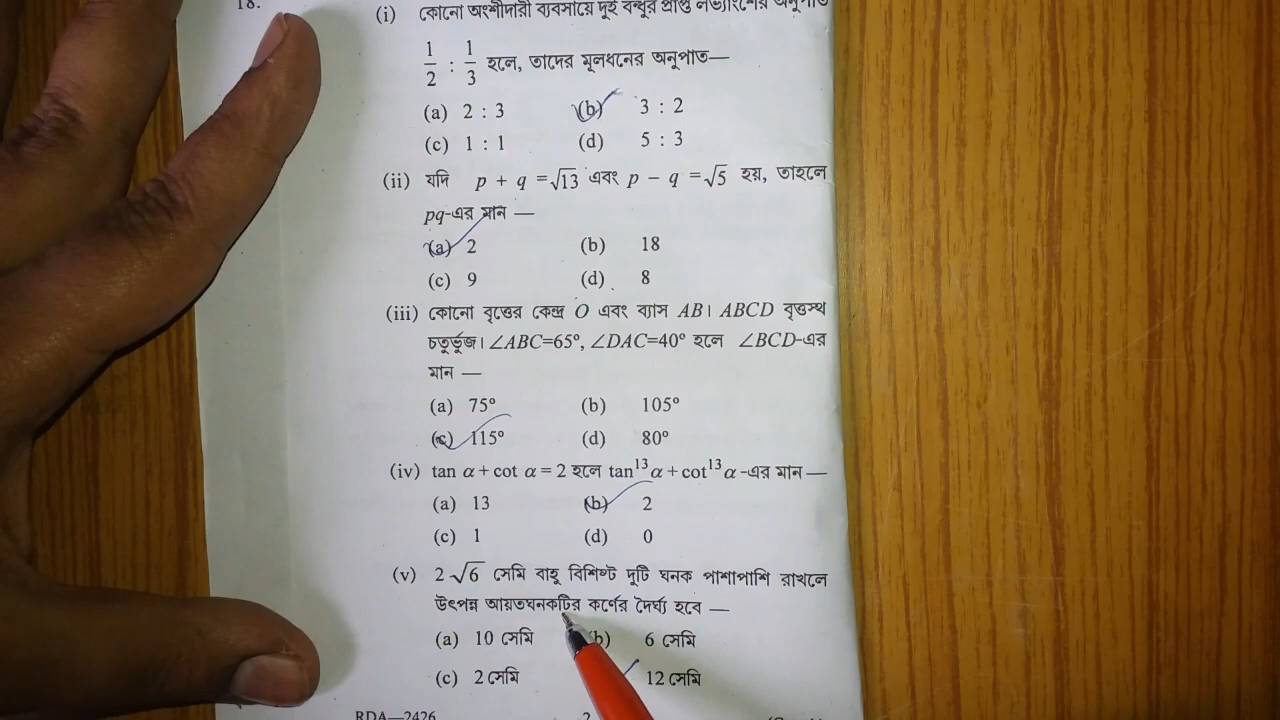 18.
(i) কোনো অংশীদারী ব্যবসায়ে দুই বন্ধুর প্রাপ্ত লভ্যাংশের অনুপাত
1/2 : 1/3 হলে, তাদের মূলধনের অনুপাত—
(a) 2 : 3 (b) 3 : 2
(c) 1 : 1 (d) 5 : 3
(ii) যদি p + q = √13 এবং p − q = √5 হয়, তাহলে
pq-এর মান —
(a) 2 (b) 18
(c) 9 (d) 8
(iii) কোনো বৃত্তের কেন্দ্র O এবং ব্যাস AB। ABCD বৃত্তস্থ
চতুর্ভুজ। ∠ABC=65°, ∠DAC=40° হলে ∠BCD-এর
মান —
(a) 75° (b) 105°
(c) 115° (d) 80°
(iv) tan α + cot α = 2 হলে tan¹³α + cot¹³α -এর মান —
(a) 13 (b) 2
(c) 1 (d) 0
(v) 2√6 সেমি বাহু বিশিষ্ট দুটি ঘনক পাশাপাশি রাখলে
উৎপন্ন আয়তঘনকটির কর্ণের দৈর্ঘ্য হবে —
(a) 10 সেমি (b) 6 সেমি
(c) 2 সেমি 12 সেমি
RDA—2426 2